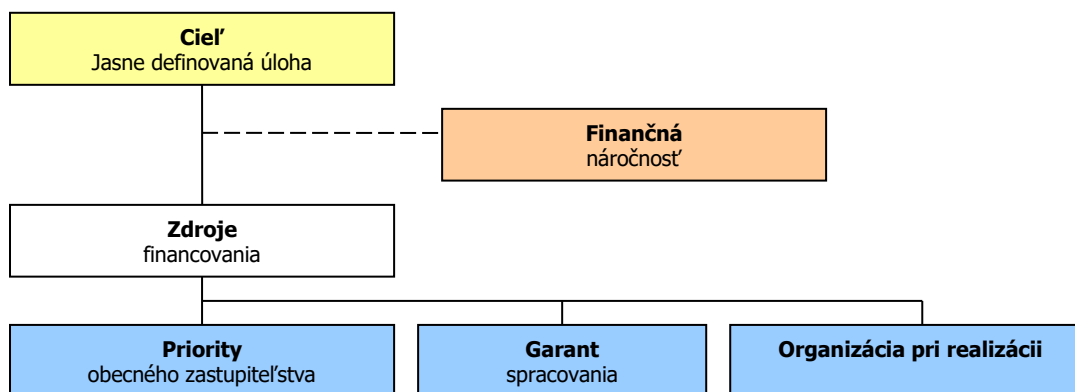 Cieľ
Jasne definovaná úloha
Finančná
náročnosť
Zdroje
financovania
Priority
obecného zastupiteľstva
Garant
spracovania
Organizácia pri realizácii